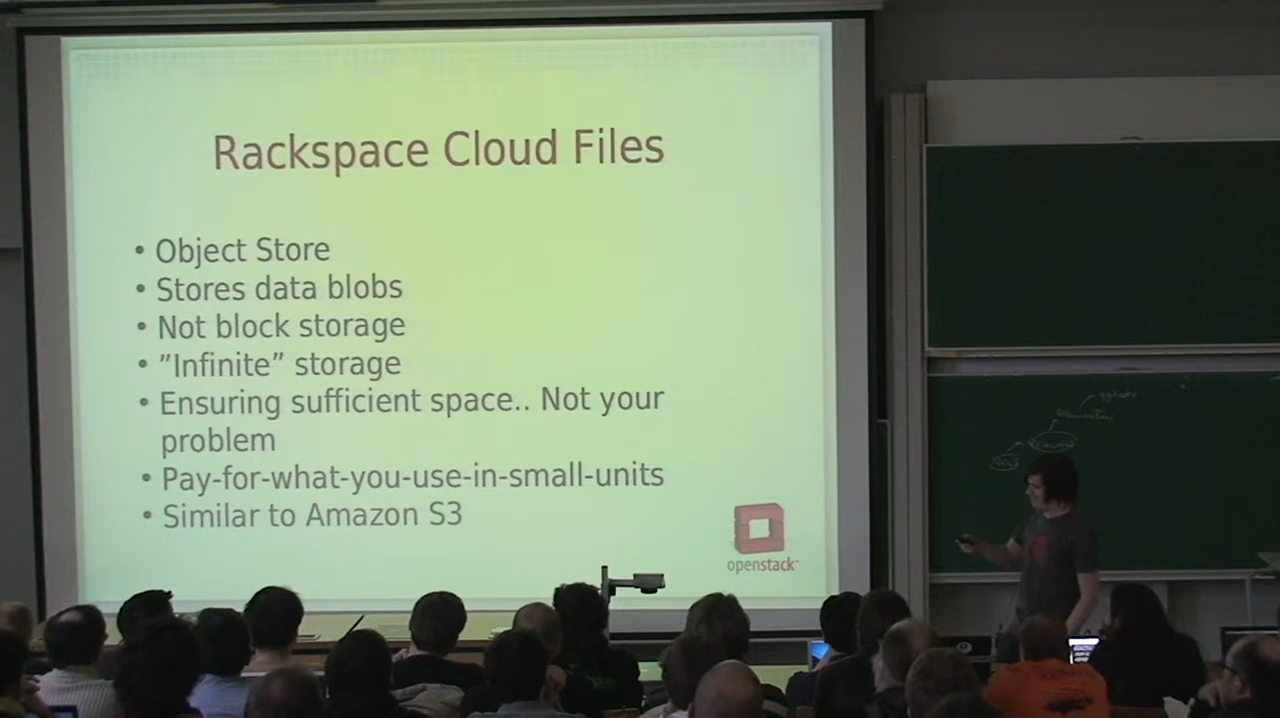 Rackspace Cloud Files
• Object Store
• Stores data blobs
• Not block storage
• ”Infinite” storage
• Ensuring sufficient space.. Not your
problem
• Pay-for-what-you-use-in-small-units
• Similar to Amazon S3
openstack™